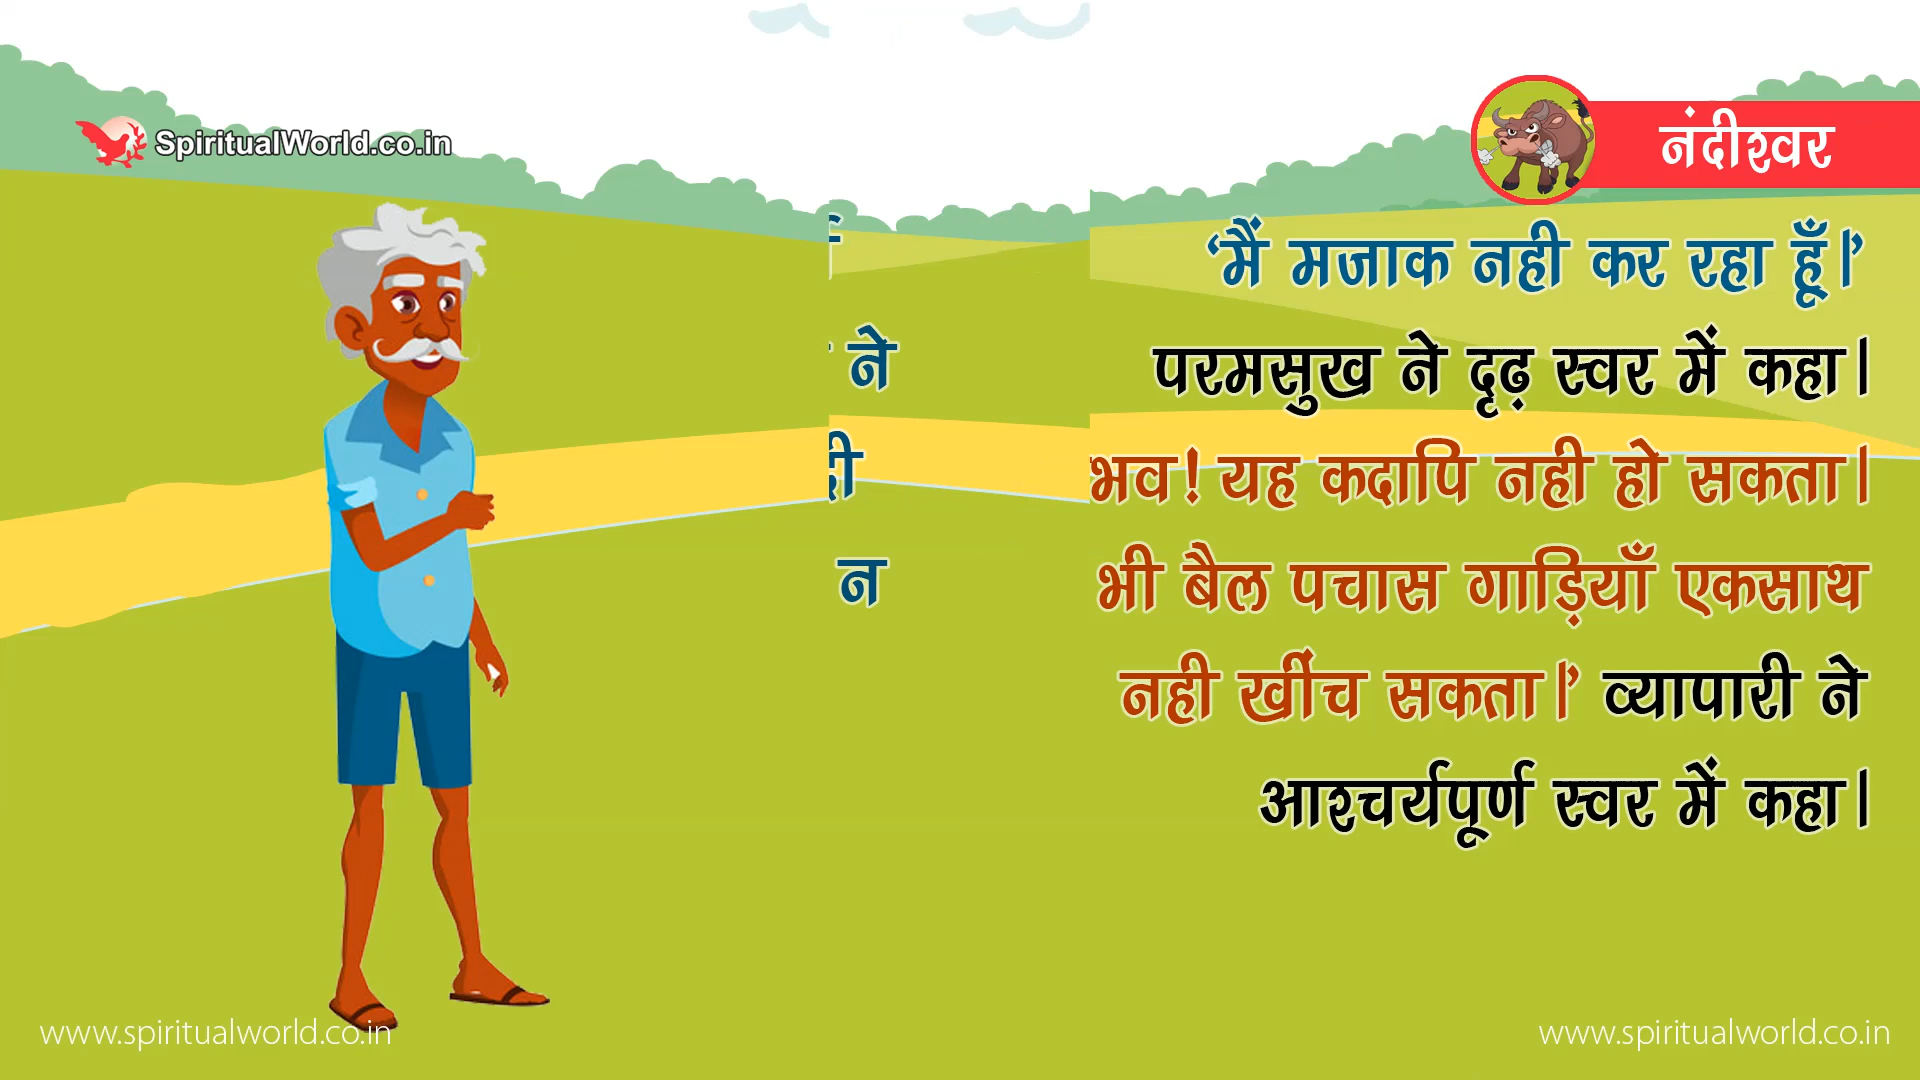 SpiritualWorld.co.in
नंदीश्वर
‘मैं मजाक नही कर रहा हूँ।’
परमसुख ने दृढ़ स्वर में कहा।
भव! यह कदापि नही हो सकता।
भी बैल पचास गाड़ियाँ एकसाथ
नही खींच सकता।’ व्यापारी ने
आश्चर्यपूर्ण स्वर में कहा।
ने
न
www.spiritualworld.co.in
www.spiritualworld.co.in